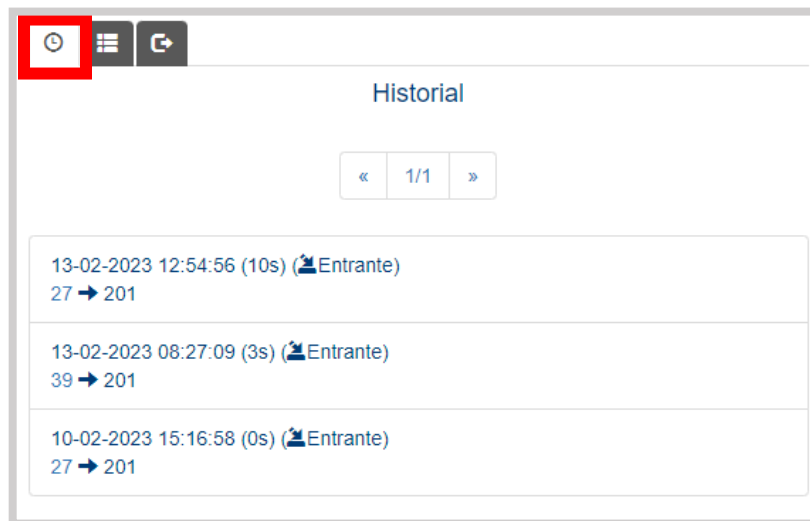 Historial
« 1/1 »
13-02-2023 12:54:56 (10s) (Entrante)
27 → 201
13-02-2023 08:27:09 (3s) (Entrante)
39 → 201
10-02-2023 15:16:58 (0s) (Entrante)
27 → 201